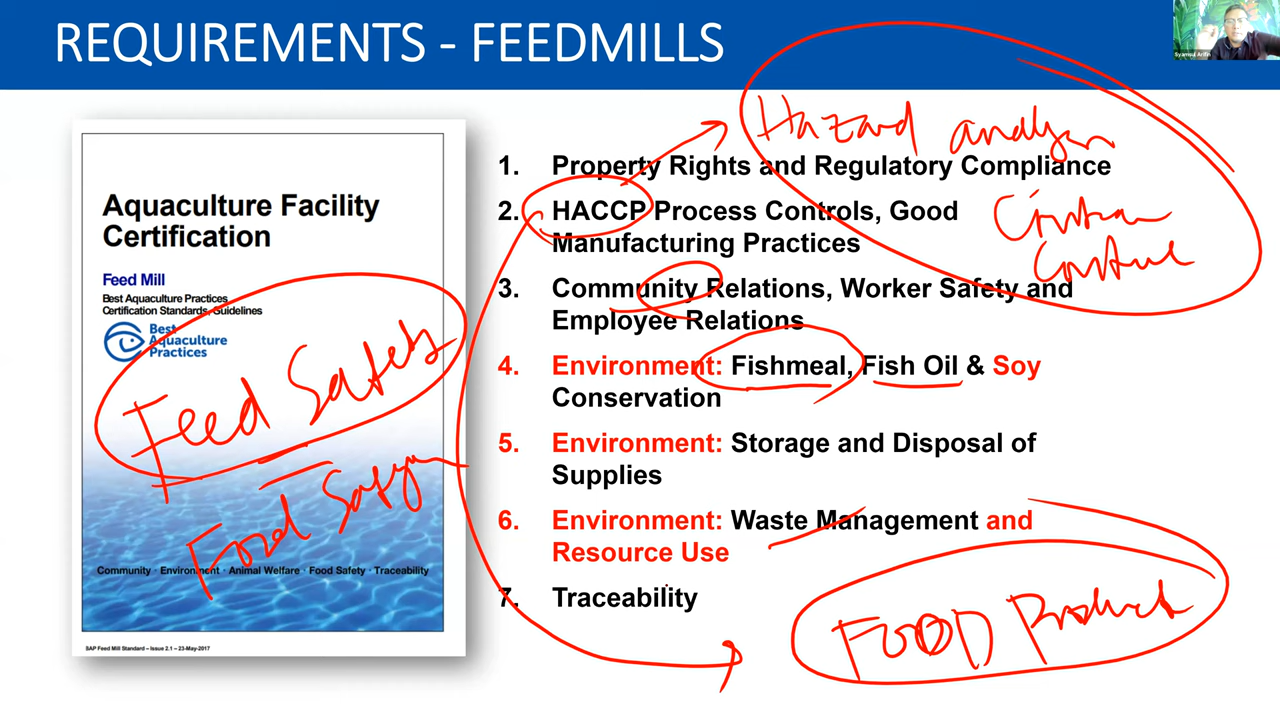 REQUIREMENTS - FEEDMILLS
Syamsul Arifin
Aquaculture Facility
Certification
Feed Mill
Best Aquaculture Practices
Certification Standards, Guidelines
Best
Aquaculture
Practices
Feed Safety
Food Safety
Community · Environment · Animal Welfare · Food Safety · Traceability
SAP Feed Mill Standard – Issue 2.1 – 23-May-2017
Hazard analysis
1. Property Rights and Regulatory Compliance
2. HACCP Process Controls, Good
Manufacturing Practices
Control
3. Community Relations, Worker Safety and
Employee Relations
4. Environment: Fishmeal, Fish Oil & Soy
Conservation
5. Environment: Storage and Disposal of
Supplies
6. Environment: Waste Management and
Resource Use
7. Traceability
FOOD Product